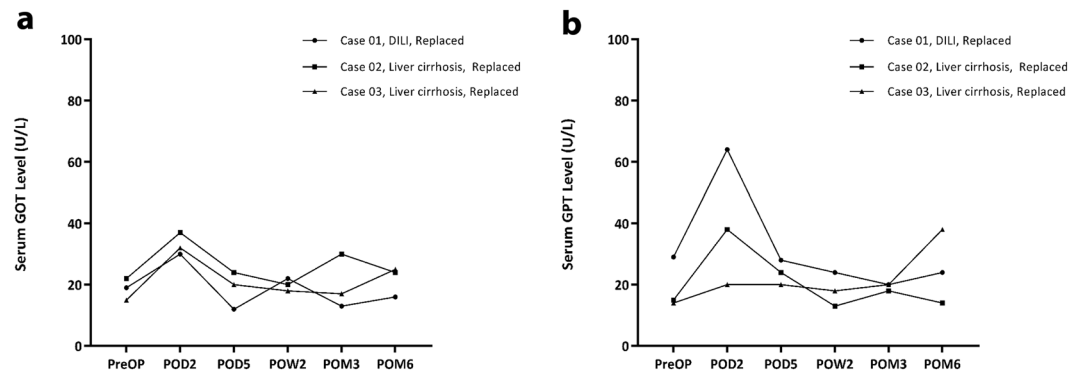 a
Case 01, DILI, Replaced
Case 02, Liver cirrhosis, Replaced
Case 03, Liver cirrhosis, Replaced
Serum GOT Level (U/L)
100
80
60
40
20
0
PreOP POD2 POD5 POW2 POM3 POM6
b
Case 01, DILI, Replaced
Case 02, Liver cirrhosis, Replaced
Case 03, Liver cirrhosis, Replaced
Serum GPT Level (U/L)
100
80
60
40
20
0
PreOP POD2 POD5 POW2 POM3 POM6